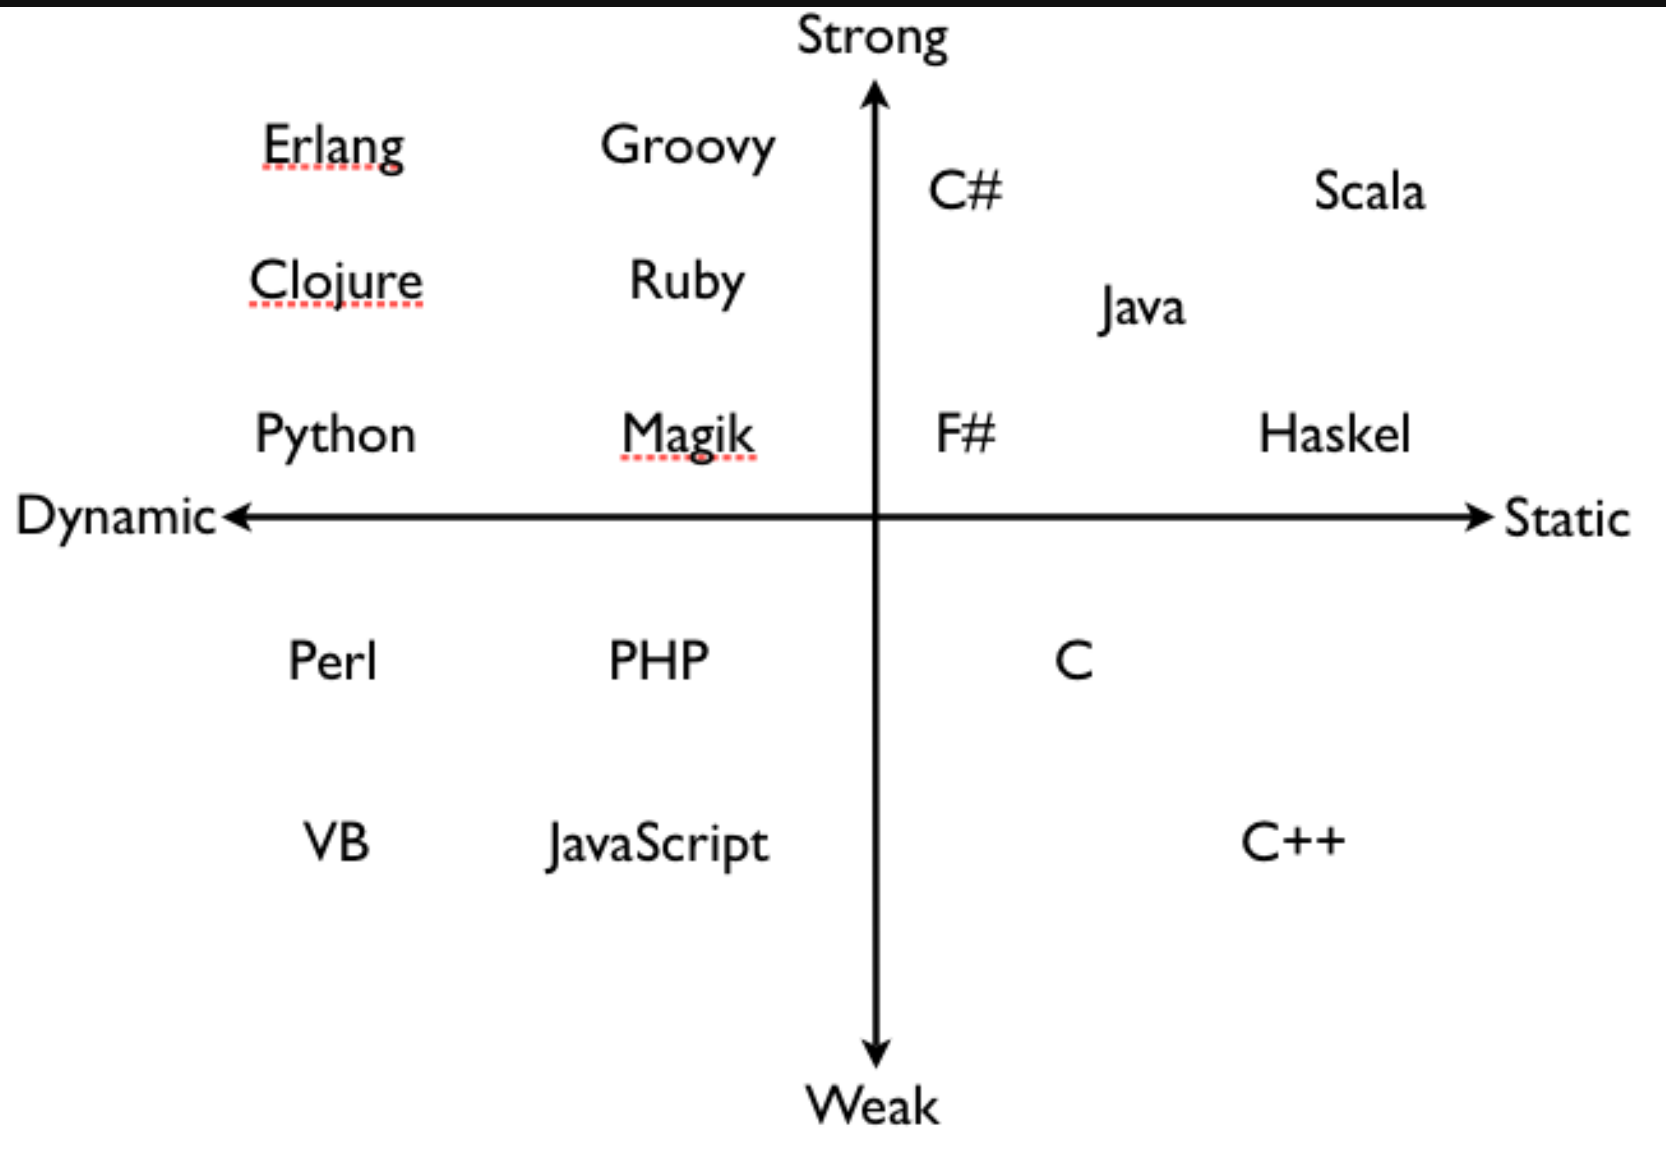 Strong
Erlang Groovy
C# Scala
Clojure Ruby
Java
Python Magik F# Haskel
Dynamic Static
Perl PHP C
VB JavaScript C++
Weak